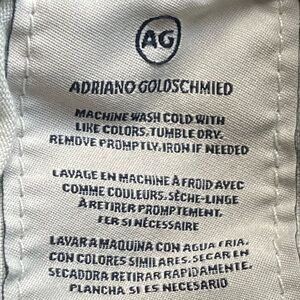 AG
ADRIANO GOLDSCHMIED
MACHINE WASH COLD WITH
LIKE COLORS. TUMBLE DRY.
REMOVE PROMPTLY. IRON IF NEEDED
LAVAGE EN MACHINE À FROID AVEC
COMME COULEURS. SÈCHE-LINGE
À RETIRER PROMPTEMENT.
FER SI NÉCESSAIRE
LAVAR A MAQUINA CON AGUA FRIA.
CON COLORES SIMILARES. SECAR EN
SECADORA RETIRAR RAPIDAMENTE.
PLANCHA SI ES NECESARIO